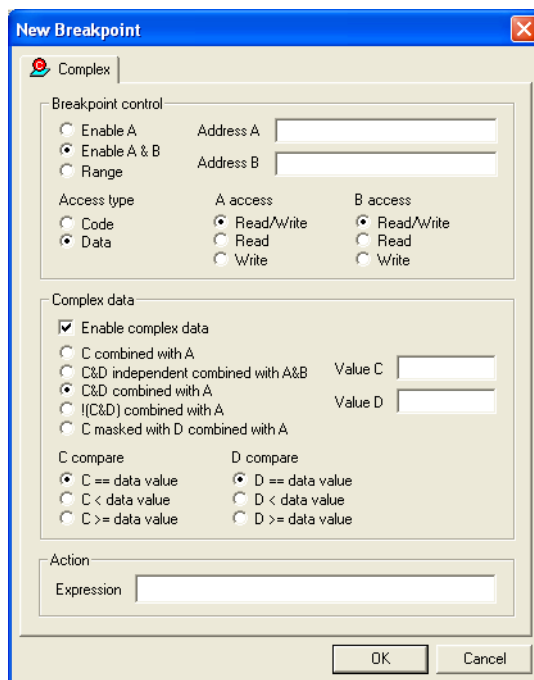 New Breakpoint
Complex
Breakpoint control
Enable A
Address A
Enable A & B
Address B
Range
Access type
A access
B access
Code
Read/Write
Read/Write
Data
Read
Read
Write
Write
Complex data
Enable complex data
C combined with A
C&D independent combined with A&B
Value C
C&D combined with A
Value D
!(C&D) combined with A
C masked with D combined with A
C compare
D compare
C == data value
D == data value
C < data value
D < data value
C >= data value
D >= data value
Action
Expression
OK
Cancel